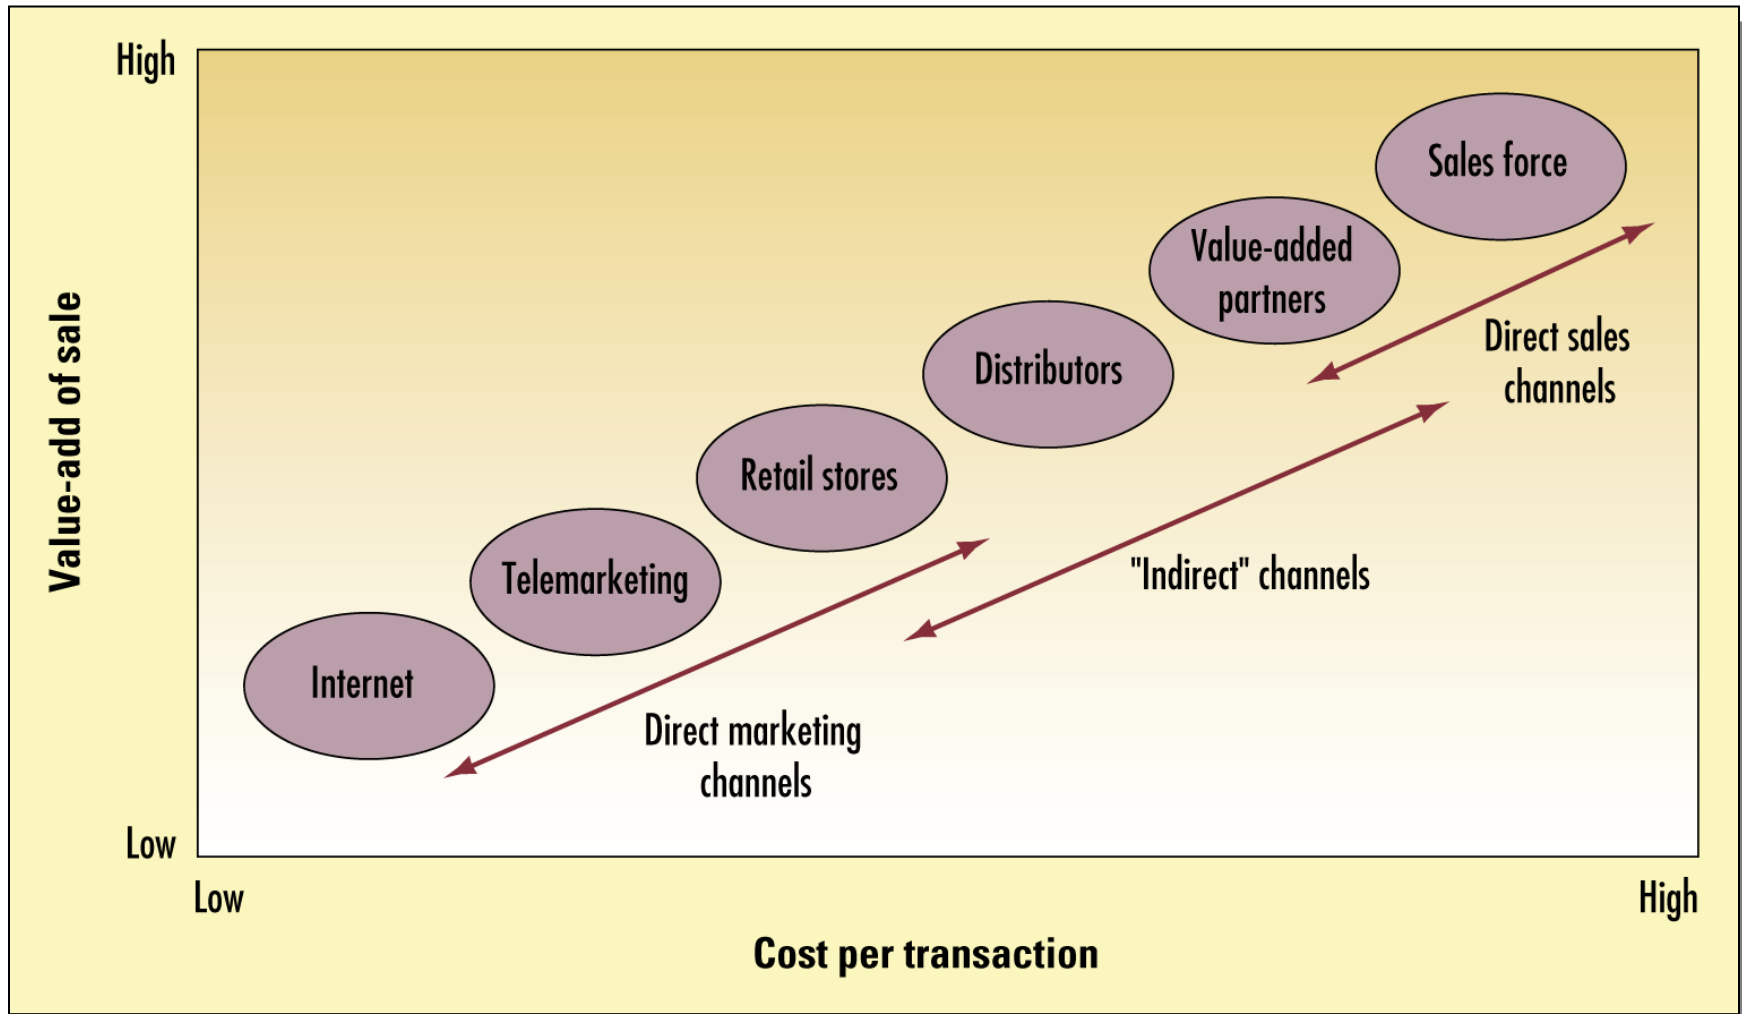 High
Sales force
Value-added
partners
Direct sales
channels
Distributors
Value-add of sale
Retail stores
"Indirect" channels
Telemarketing
Internet
Direct marketing
channels
Low
Low
High
Cost per transaction